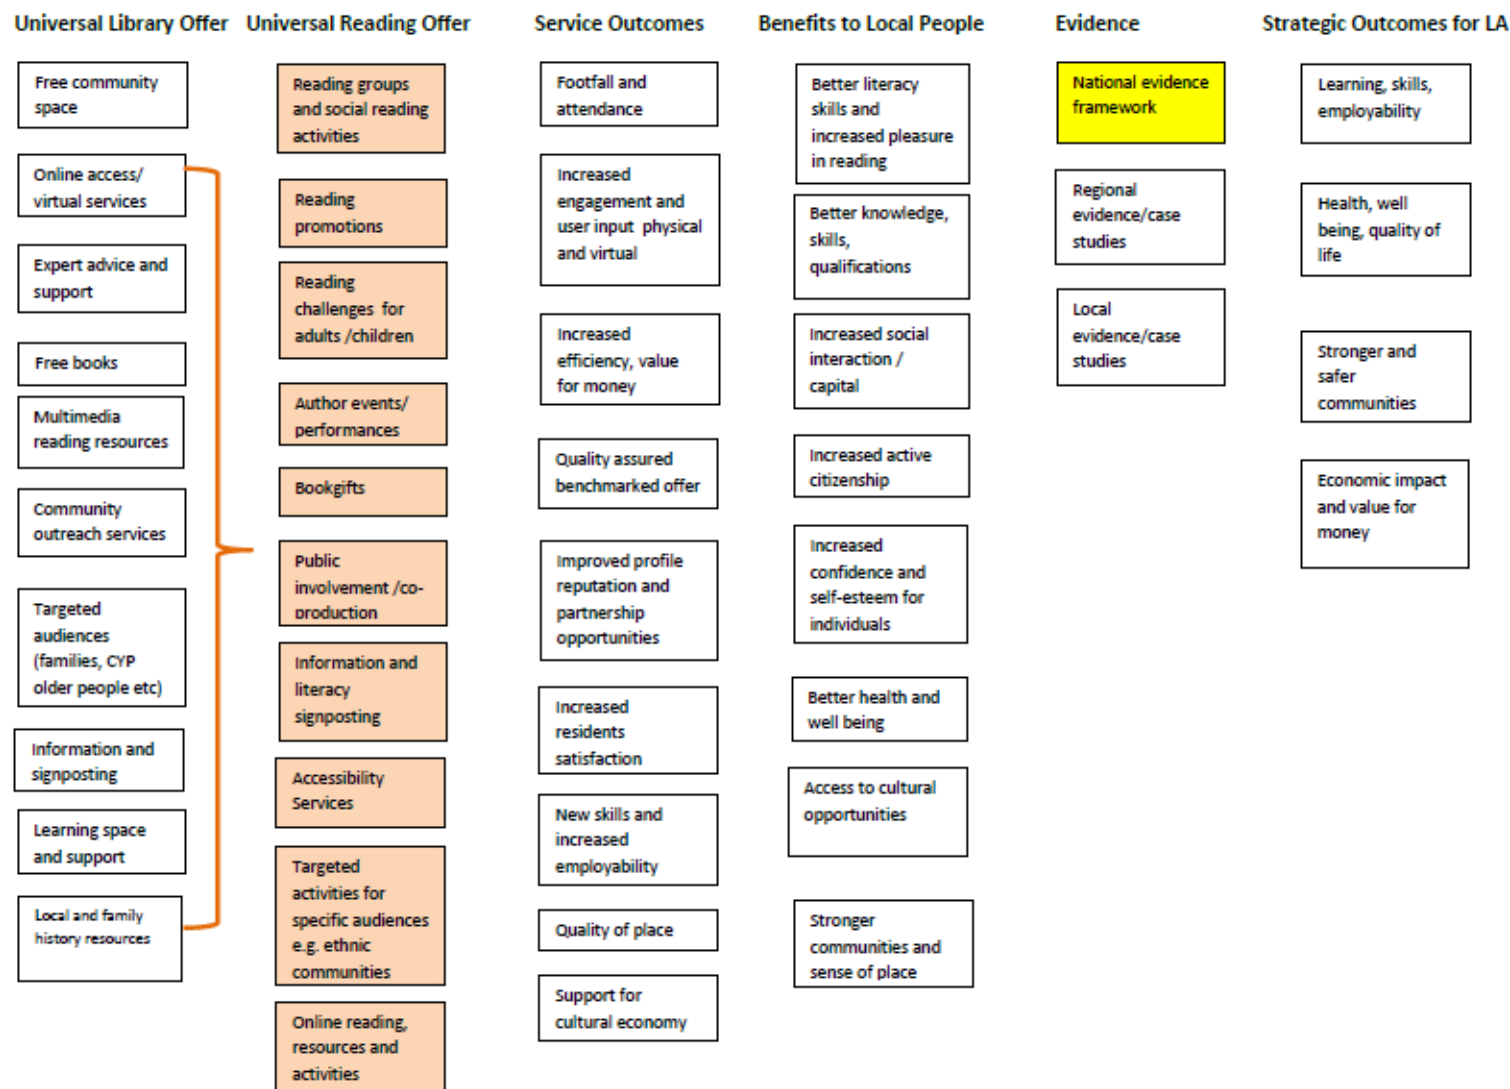 Universal Library Offer
Free community
space
Online access/
virtual services
Expert advice and
support
Free books
Multimedia
reading resources
Community
outreach services
Targeted
audiences
(families, CYP
older people etc)
Information and
signposting
Learning space
and support
Local and family
history resources
Universal Reading Offer
Reading groups
and social reading
activities
Reading
promotions
Reading
challenges for
adults /children
Author events/
performances
Bookgifts
Public
involvement /co-
production
Information and
literacy
signposting
Accessibility
Services
Targeted
activities for
specific audiences
e.g. ethnic
communities
Online reading,
resources and
activities
Service Outcomes
Footfall and
attendance
Increased
engagement and
user input physical
and virtual
Increased
efficiency, value
for money
Quality assured
benchmarked offer
Improved profile
reputation and
partnership
opportunities
Increased
residents
satisfaction
New skills and
increased
employability
Quality of place
Support for
cultural economy
Benefits to Local People
Better literacy
skills and
increased pleasure
in reading
Better knowledge,
skills,
qualifications
Increased social
interaction /
capital
Increased active
citizenship
Increased
confidence and
self-esteem for
individuals
Better health and
well being
Access to cultural
opportunities
Stronger
communities and
sense of place
Evidence
National evidence
framework
Regional
evidence/case
studies
Local
evidence/case
studies
Strategic Outcomes for LA
Learning, skills,
employability
Health, well
being, quality of
life
Stronger and
safer
communities
Economic impact
and value for
money